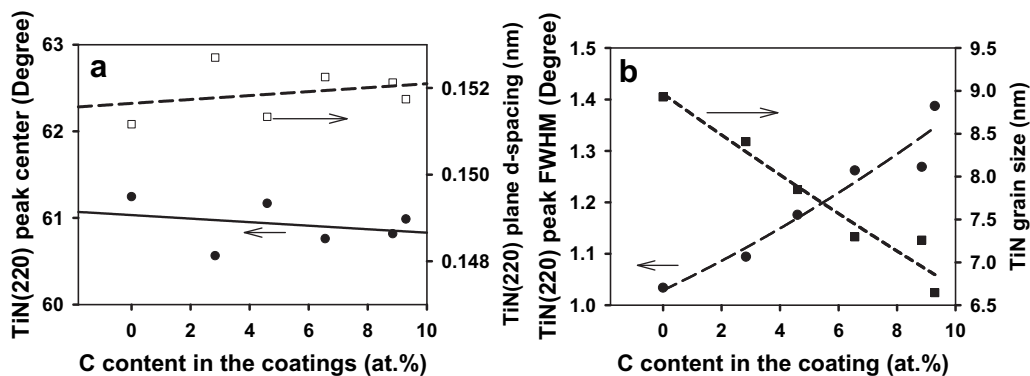 a
TiN(220) peak center (Degree)
63
62
61
60
0 2 4 6 8 10
C content in the coatings (at.%)
0.152
0.150
0.148
TiN(220) plane d-spacing (nm)
b
TiN(220) peak FWHM (Degree)
1.5
1.4
1.3
1.2
1.1
1.0
0 2 4 6 8 10
C content in the coating (at.%)
9.5
9.0
8.5
8.0
7.5
7.0
6.5
TiN grain size (nm)